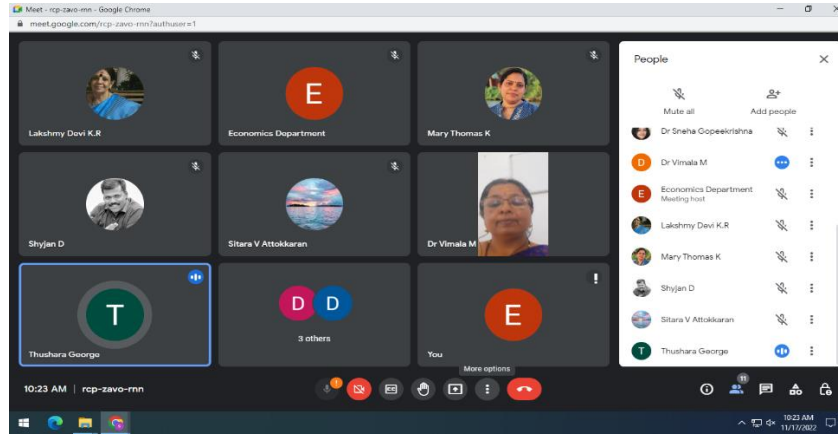 Meet - rcp-zavo-rnn - Google Chrome
meet.google.com/rcp-zavo-rnn?authuser=1
Lakshmy Devi K.R
E
Economics Department
Mary Thomas K
Shyjan D
Sitara V Attokkaran
Dr Vimala M
T
Thushara George
D D
3 others
E
You
More options
10:23 AM | rcp-zavo-rnn
People
Mute all
Add people
Dr Sneha Gopeekrishna
D
Dr Vimala M
E
Economics Department
Meeting host
Lakshmy Devi K.R
Mary Thomas K
Shyjan D
Sitara V Attokkaran
T
Thushara George
11
10:23 AM
11/17/2022